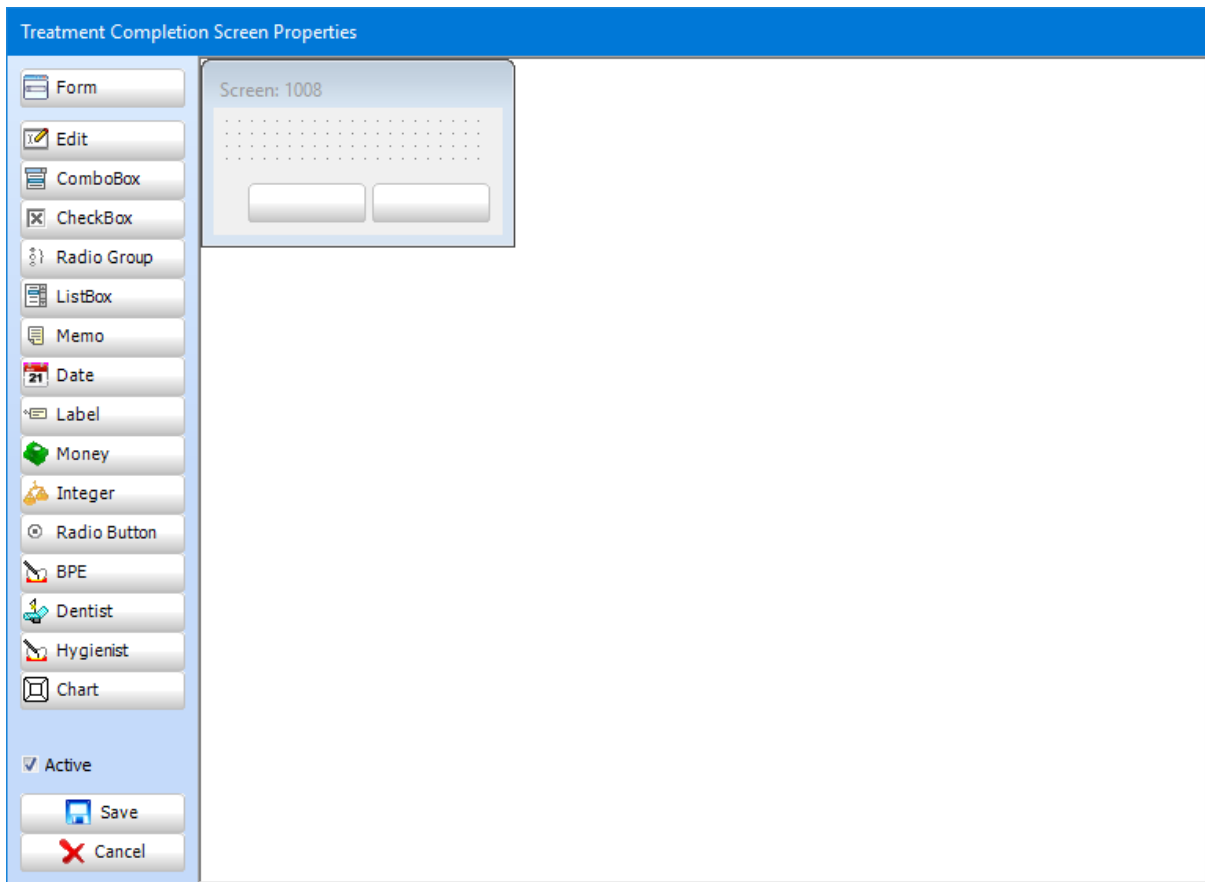 Treatment Completion Screen Properties
Form
Screen: 1008
Edit
ComboBox
CheckBox
Radio Group
ListBox
Memo
21 Date
Label
Money
Integer
Radio Button
BPE
Dentist
Hygienist
Chart
Active
Save
Cancel